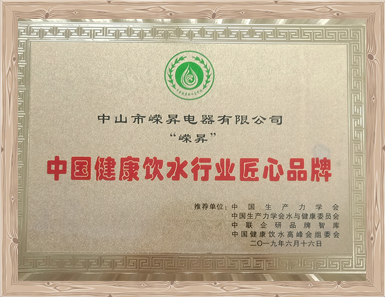 中山市嵘昇电器有限公司
“嵘昇”
中国健康饮水行业匠心品牌
推荐单位：中国生产力学会
中国生产力学会水与健康委员会
中联企研品牌智库
中国健康饮水高峰会组委会
二〇一九年六月十六日